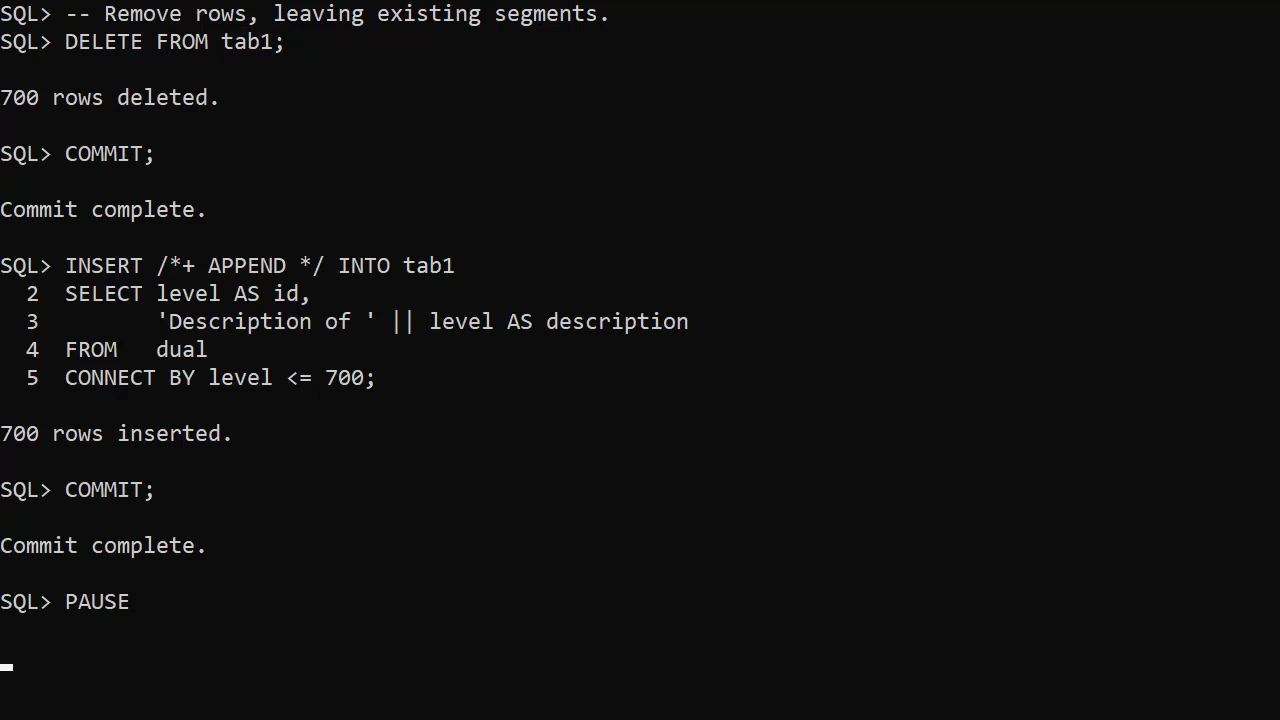 SQL> -- Remove rows, leaving existing segments.
SQL> DELETE FROM tab1;
700 rows deleted.
SQL> COMMIT;
Commit complete.
SQL> INSERT /*+ APPEND */ INTO tab1
  2  SELECT level AS id,
  3         'Description of ' || level AS description
  4  FROM   dual
  5  CONNECT BY level <= 700;
700 rows inserted.
SQL> COMMIT;
Commit complete.
SQL> PAUSE